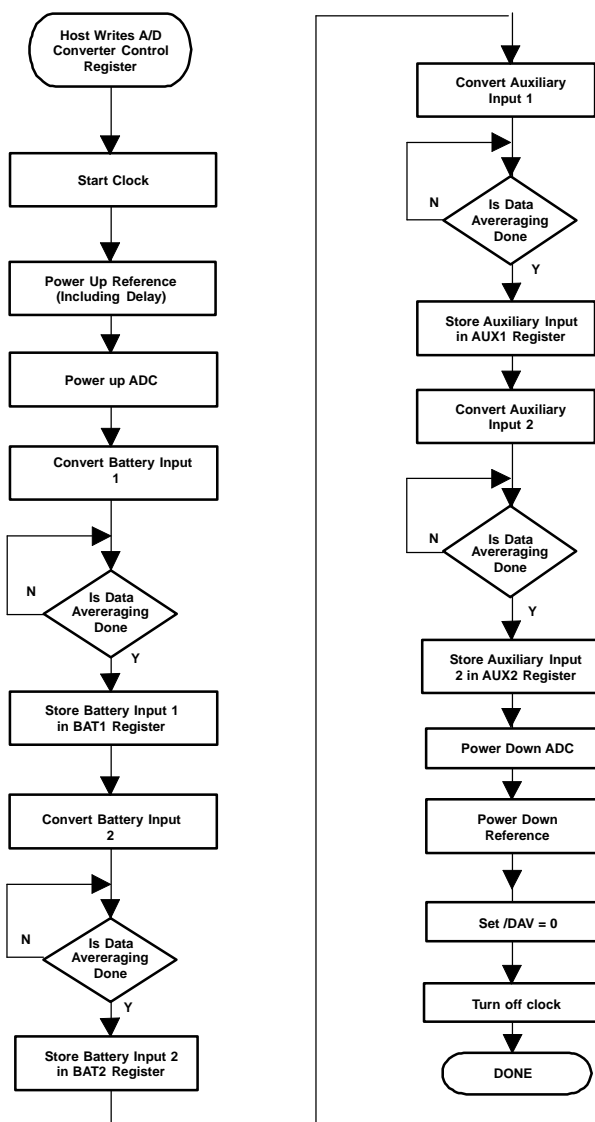 Host Writes A/D
Converter Control
Register
Start Clock
Power Up Reference
(Including Delay)
Power up ADC
Convert Battery Input
1
Is Data
Avereraging
Done
N
Y
Store Battery Input 1
in BAT1 Register
Convert Battery Input
2
Is Data
Avereraging
Done
N
Y
Store Battery Input 2
in BAT2 Register
Convert Auxiliary
Input 1
Is Data
Avereraging
Done
N
Y
Store Auxiliary Input
in AUX1 Register
Convert Auxiliary
Input 2
Is Data
Avereraging
Done
N
Y
Store Auxiliary Input
2 in AUX2 Register
Power Down ADC
Power Down
Reference
Set /DAV = 0
Turn off clock
DONE